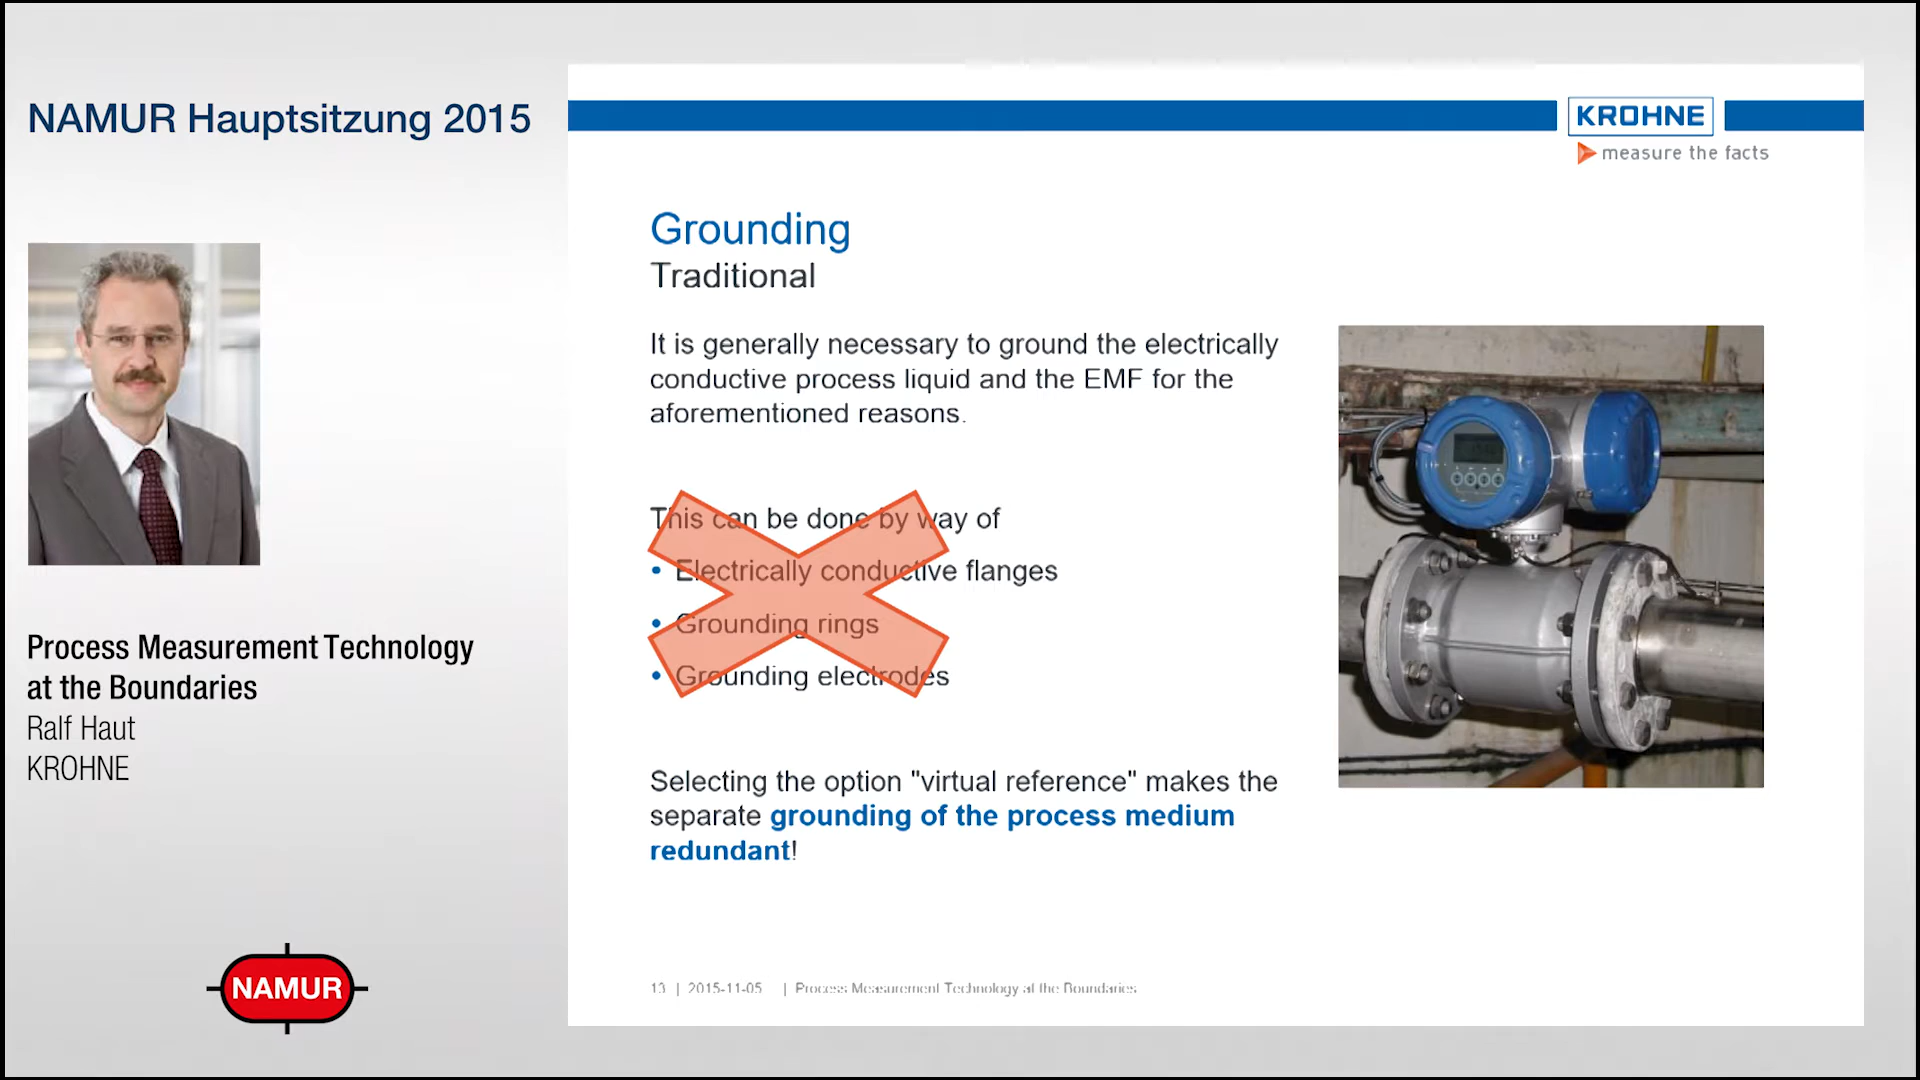 NAMUR Hauptsitzung 2015
Process Measurement Technology
at the Boundaries
Ralf Haut
KROHNE
NAMUR
KROHNE
measure the facts
Grounding
Traditional
It is generally necessary to ground the electrically
conductive process liquid and the EMF for the
aforementioned reasons.
This can be done by way of
• Electrically conductive flanges
• Grounding rings
• Grounding electrodes
Selecting the option "virtual reference" makes the
separate grounding of the process medium
redundant!
13 | 2015-11-05 | Process Measurement Technology at the Boundaries